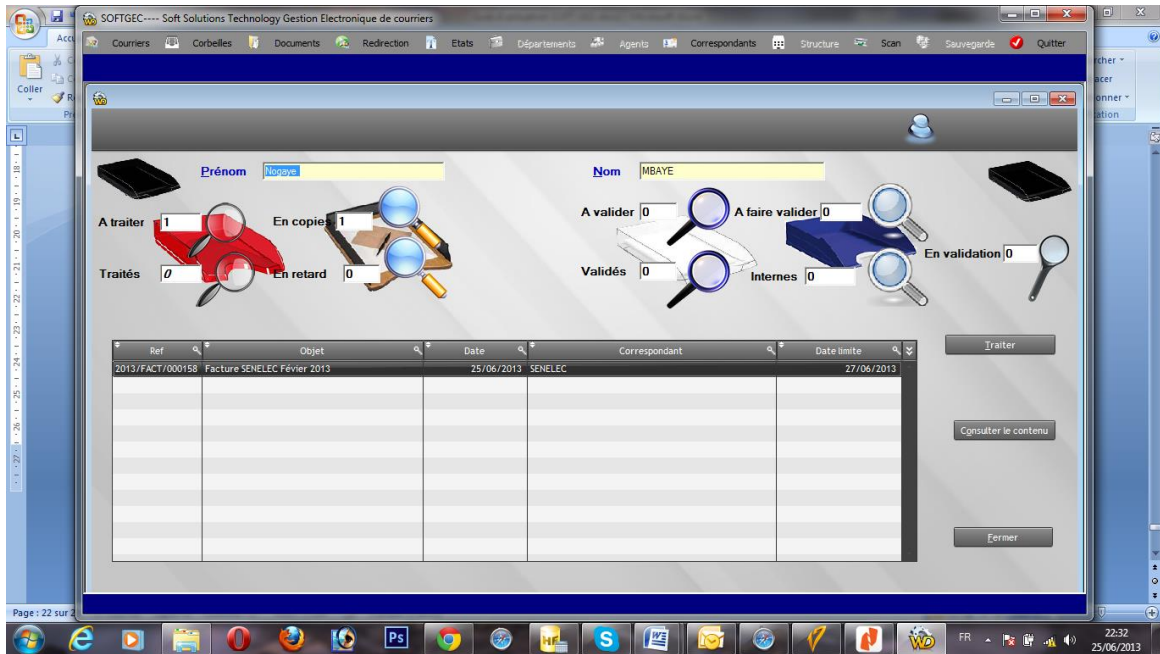 SOFTGEC---- Soft Solutions Technology Gestion Electronique de courriers
Courriers Corbelles Documents Redirection Etats Départements Agents Correspondants Structure Scan Sauvegarde Quitter
Coller
Prénom Nogaye Nom MBAYE
A traiter 1 En copies 1 A valider 0 A faire valider 0
En validation 0
Traités 0 En retard 0 Validés 0 Internes 0
Ref Objet Date Correspondant Date limite
2013/FACT/000158 Facture SENELEC Févier 2013 25/06/2013 SENELEC 27/06/2013
Traiter
Consulter le contenu
Fermer
Page : 22 sur 2
FR 22:32
25/06/2013